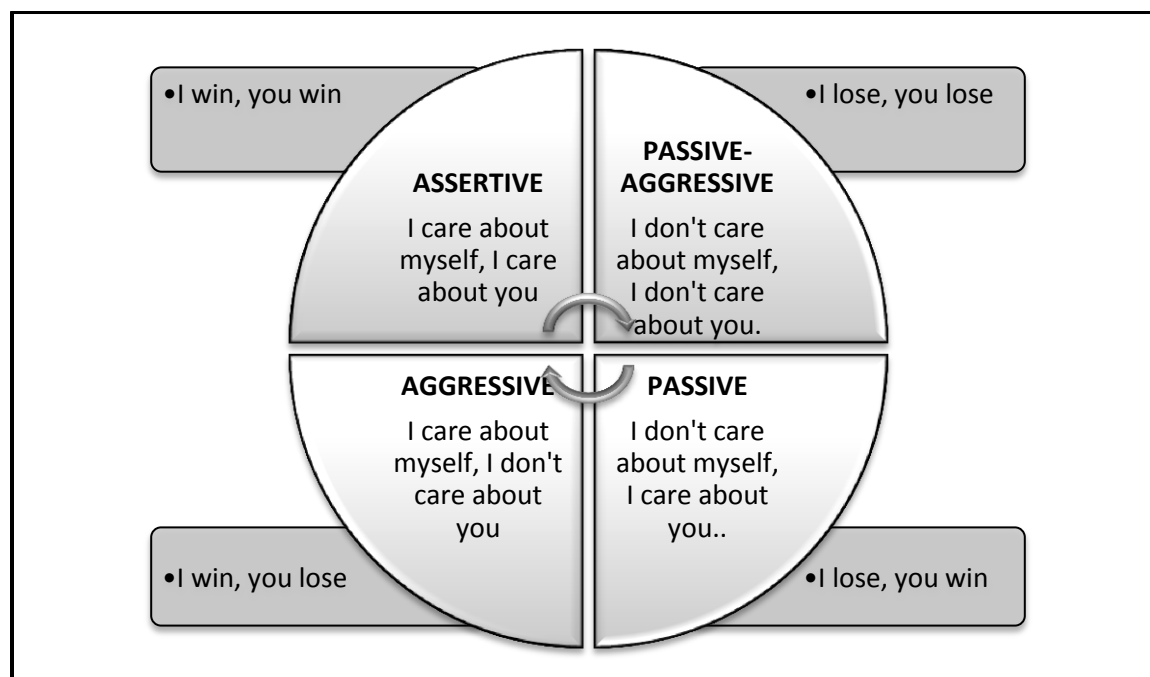 •I win, you win
ASSERTIVE
I care about
myself, I care
about you
•I lose, you lose
PASSIVE-
AGGRESSIVE
I don't care
about myself,
I don't care
about you.
AGGRESSIVE
I care about
myself, I don't
care about
you
•I win, you lose
PASSIVE
I don't care
about myself,
I care about
you..
•I lose, you win